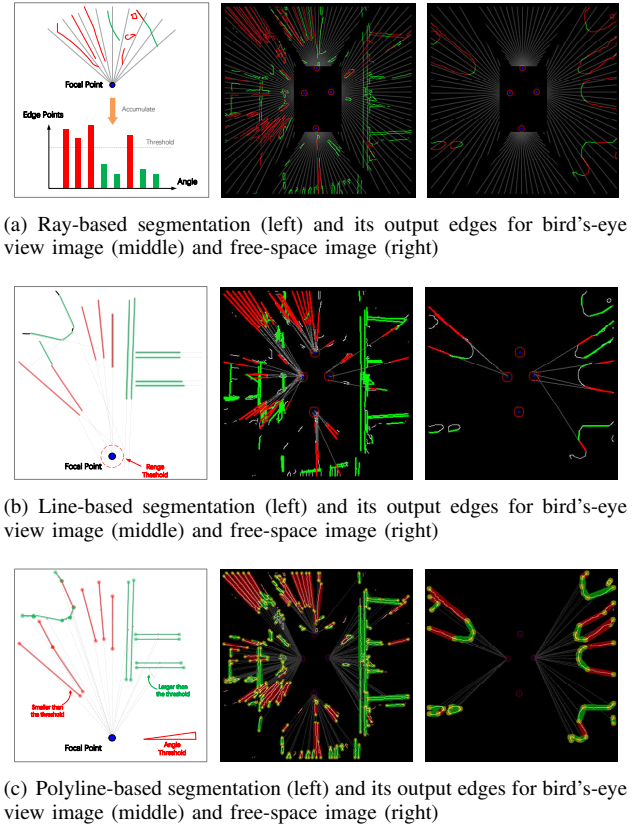 Focal Point
Accumulate
Edge Points
Threshold
Angle
(a) Ray-based segmentation (left) and its output edges for bird's-eye
view image (middle) and free-space image (right)
Focal Point
Range
Theshold
(b) Line-based segmentation (left) and its output edges for bird's-eye
view image (middle) and free-space image (right)
Larger than
the threshold
Smaller than
the threshold
Focal Point
Angle
Threshold
(c) Polyline-based segmentation (left) and its output edges for bird's-eye
view image (middle) and free-space image (right)